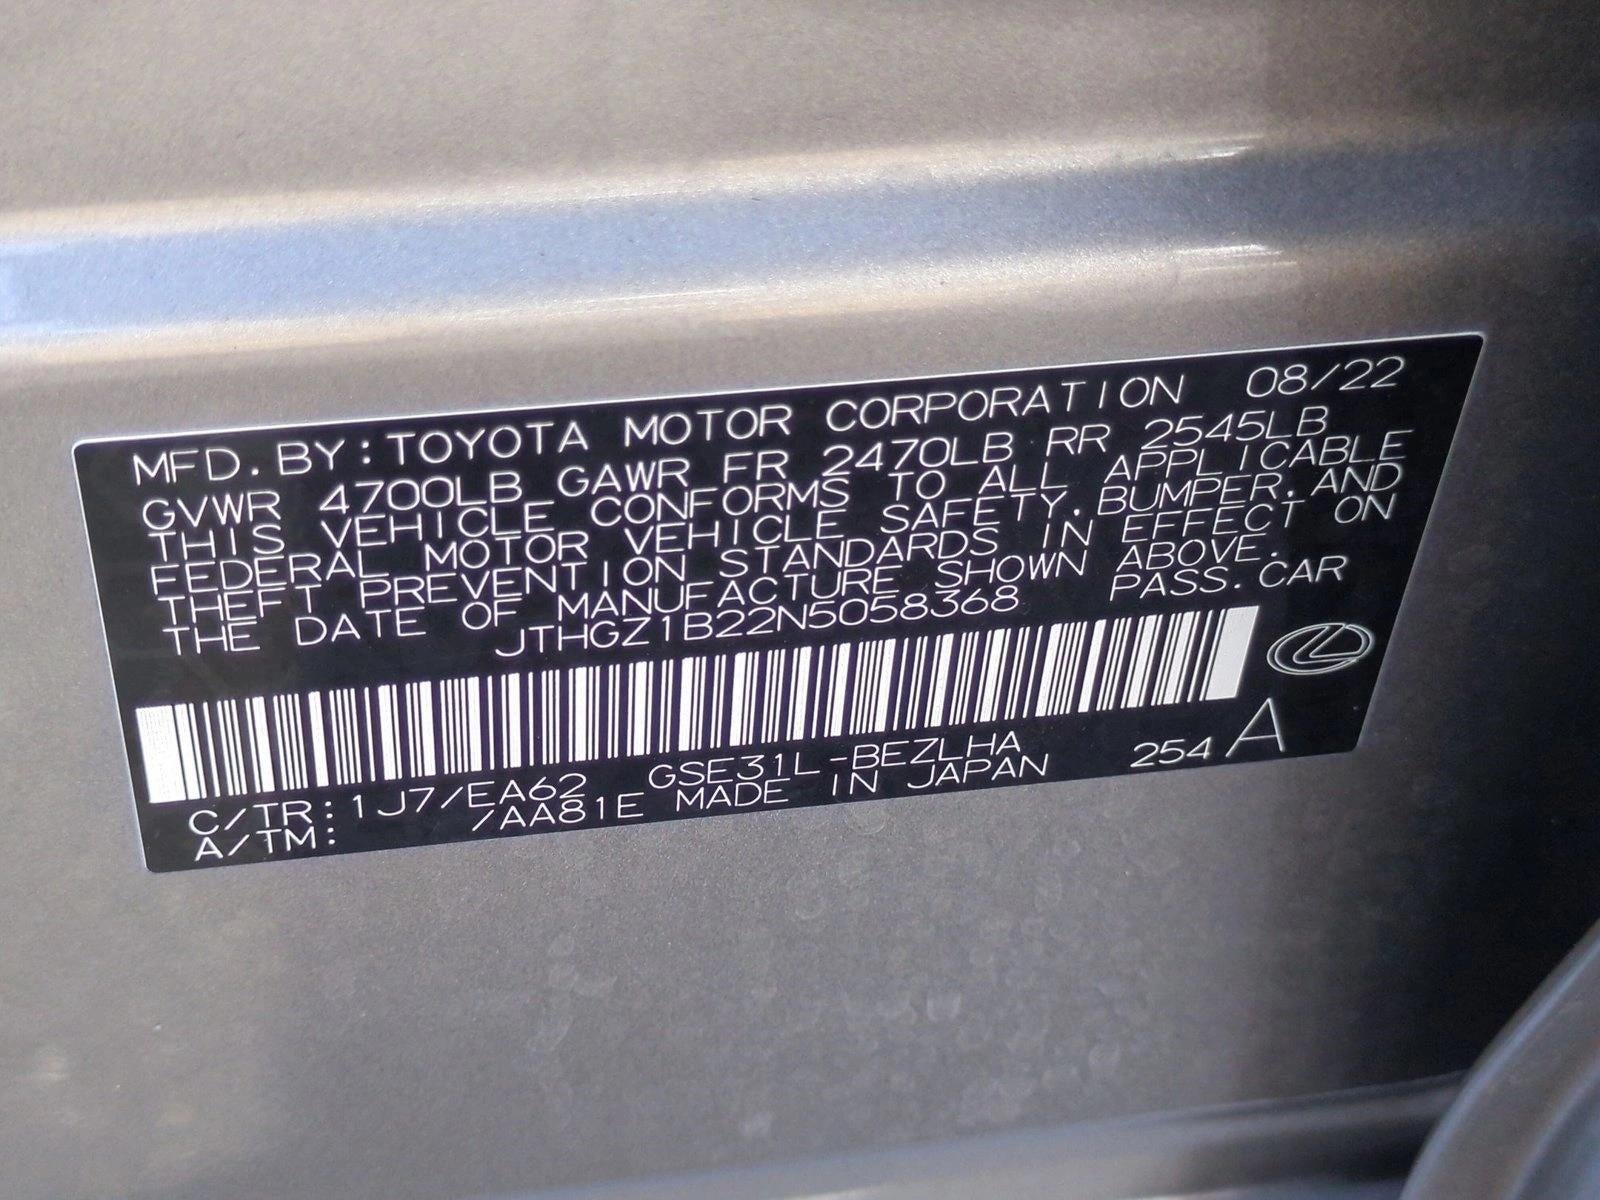 MFD. BY: TOYOTA MOTOR CORPORATION 08/22
GVWR 4700LB GAWR FR 2470LB RR 2545LB
THIS VEHICLE CONFORMS TO ALL APPLICABLE
FEDERAL MOTOR VEHICLE SAFETY, BUMPER, AND
THEFT PREVENTION STANDARDS IN EFFECT ON
THE DATE OF MANUFACTURE SHOWN ABOVE.
JTHGZ1B22N5058368 PASS. CAR
254 A
C/TR: 1J7/EA62 GSE31L-BEZLHA
A/TM: /AA81E MADE IN JAPAN